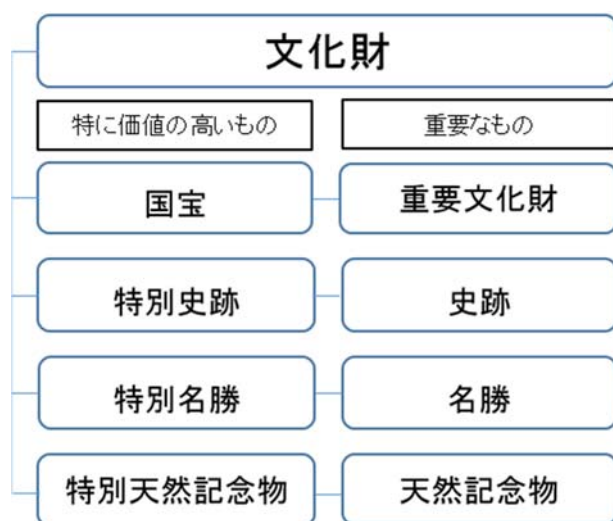 文化財
特に価値の高いもの
重要なもの
国宝
重要文化財
特別史跡
史跡
特別名勝
名勝
特別天然記念物
天然記念物